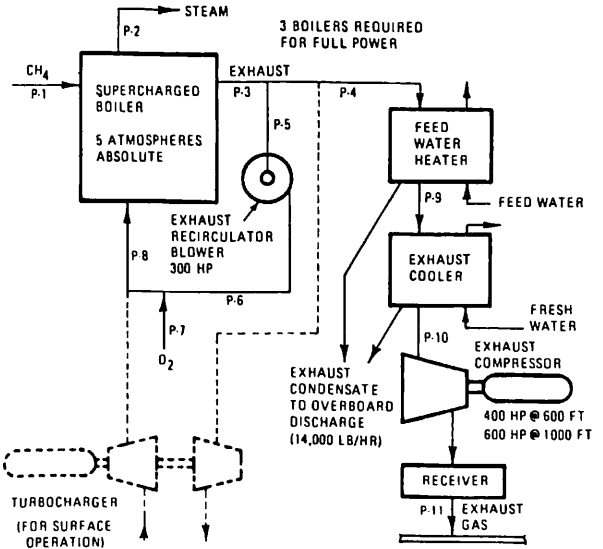 STEAM
P-2
3 BOILERS REQUIRED
FOR FULL POWER
CH4
P-1
SUPERCHARGED
BOILER
5 ATMOSPHERES
ABSOLUTE
EXHAUST
P-3
P-4
P-5
FEED
WATER
HEATER
FEED WATER
P-9
EXHAUST
RECIRCULATOR
BLOWER
300 HP
P-8
P-6
P-7
O2
EXHAUST
COOLER
FRESH
WATER
P-10
EXHAUST
COMPRESSOR
400 HP @ 600 FT
600 HP @ 1000 FT
EXHAUST
CONDENSATE
TO OVERBOARD
DISCHARGE
(14,000 LB/HR)
RECEIVER
P-11
EXHAUST
GAS
TURBOCHARGER
(FOR SURFACE
OPERATION)